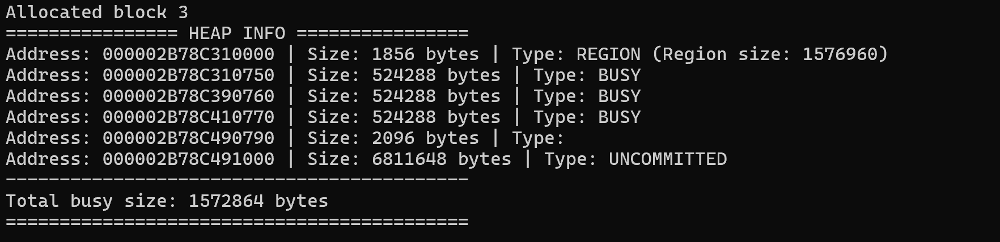 Allocated block 3
================ HEAP INFO ================
Address: 000002B78C310000 | Size: 1856 bytes | Type: REGION (Region size: 1576960)
Address: 000002B78C310750 | Size: 524288 bytes | Type: BUSY
Address: 000002B78C390760 | Size: 524288 bytes | Type: BUSY
Address: 000002B78C410770 | Size: 524288 bytes | Type: BUSY
Address: 000002B78C490790 | Size: 2096 bytes | Type:
Address: 000002B78C491000 | Size: 6811648 bytes | Type: UNCOMMITTED
-------------------------------------------
Total busy size: 1572864 bytes
===========================================